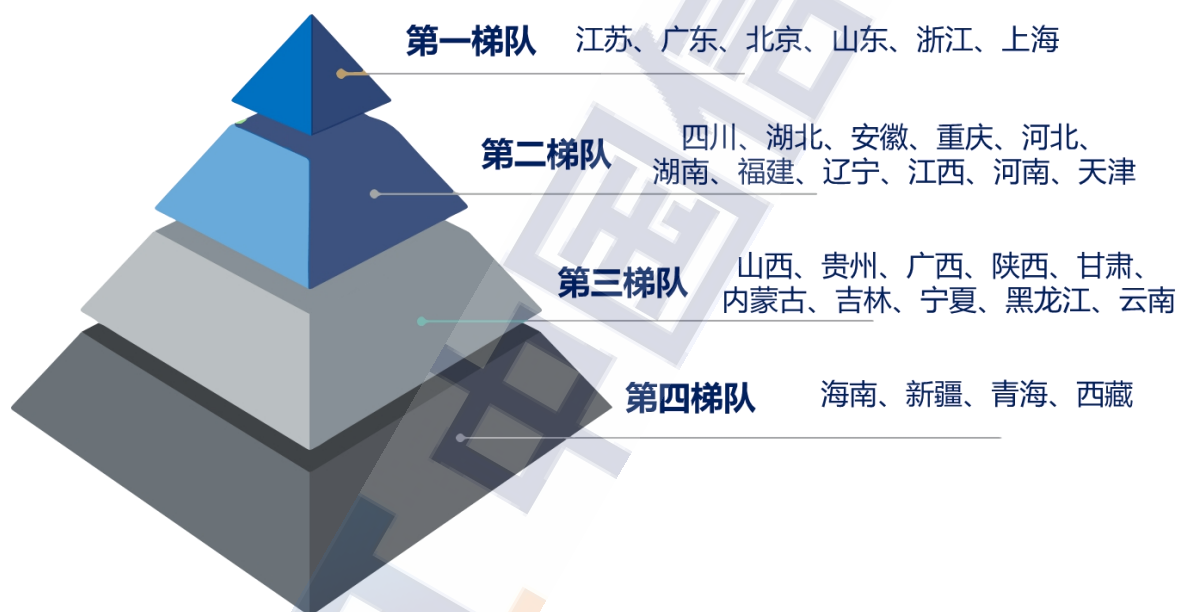 第一梯队 江苏、广东、北京、山东、浙江、上海
第二梯队
四川、湖北、安徽、重庆、河北、
湖南、福建、辽宁、江西、河南、天津
第三梯队
山西、贵州、广西、陕西、甘肃、
内蒙古、吉林、宁夏、黑龙江、云南
第四梯队 海南、新疆、青海、西藏
中国信